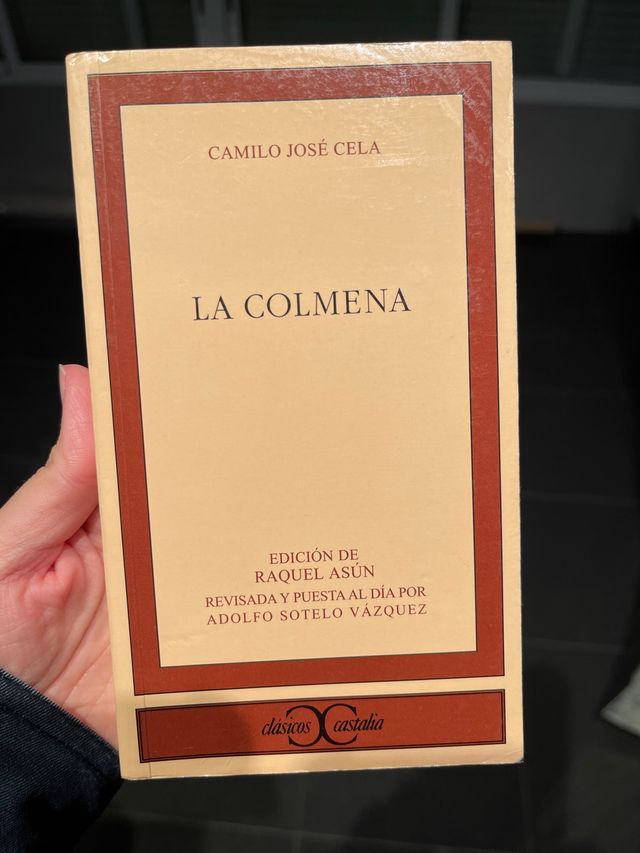 CAMILO JOSÉ CELA
LA COLMENA
EDICIÓN DE
RAQUEL ASÚN
REVISADA Y PUESTA AL DÍA POR
ADOLFO SOTELO VÁZQUEZ
clásicos castalia